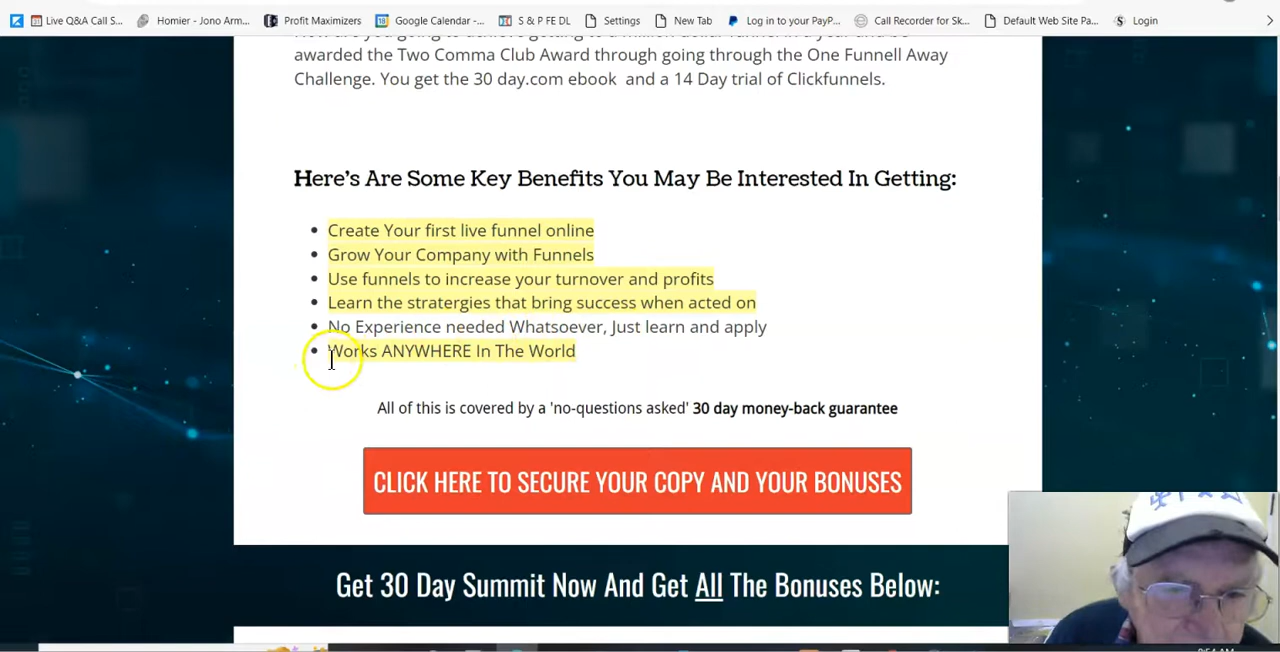 Live Q&A Call S... Homier - Jono Arm... Profit Maximizers Google Calendar -... S & P FE DL Settings New Tab Log in to your PayP... Call Recorder for Sk... Default Web Site Pa... Login
awarded the Two Comma Club Award through going through the One Funnell Away
Challenge. You get the 30 day.com ebook and a 14 Day trial of Clickfunnels.
Here's Are Some Key Benefits You May Be Interested In Getting:
Create Your first live funnel online
Grow Your Company with Funnels
Use funnels to increase your turnover and profits
Learn the stratergies that bring success when acted on
No Experience needed Whatsoever, Just learn and apply
Works ANYWHERE In The World
All of this is covered by a 'no-questions asked' 30 day money-back guarantee
CLICK HERE TO SECURE YOUR COPY AND YOUR BONUSES
Get 30 Day Summit Now And Get All The Bonuses Below: